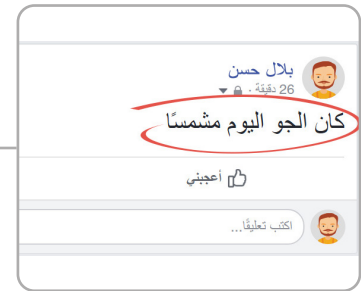 بلال حسن
26 دقيقة ·
كان الجو اليوم مشمسًا
أعجبني
اكتب تعليقًا...